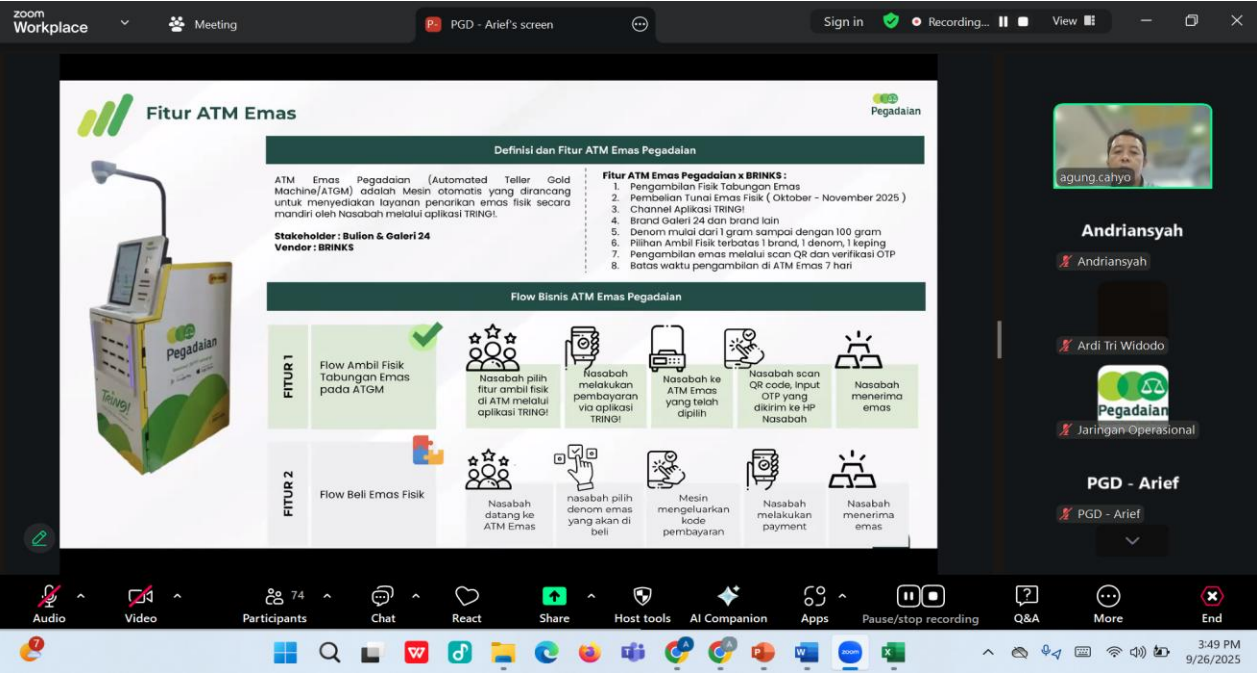 zoom
Workplace
Meeting
P-
PGD - Arief's screen
Sign in
Recording...
View
Fitur ATM Emas
Pegadaian
Definisi dan Fitur ATM Emas Pegadaian
ATM Emas Pegadaian (Automated Teller Gold
Machine/ATGM) adalah Mesin otomatis yang dirancang
untuk menyediakan layanan penarikan emas fisik secara
mandiri oleh Nasabah melalui aplikasi TRING!.
Stakeholder : Bulion & Galeri 24
Vendor : BRINKS
Fitur ATM Emas Pegadaian x BRINKS :
1. Pengambilan Fisik Tabungan Emas
2. Pembelian Tunai Emas Fisik ( Oktober - November 2025 )
3. Channel Aplikasi TRING!
4. Brand Galeri 24 dan brand lain
5. Denom mulai dari 1 gram sampai dengan 100 gram
6. Pilihan Ambil Fisik terbatas 1 brand, 1 denom, 1 keping
7. Pengambilan emas melalui scan QR dan verifikasi OTP
8. Batas waktu pengambilan di ATM Emas 7 hari
Pegadaian
Tring!
Flow Bisnis ATM Emas Pegadaian
FITUR 1
Flow Ambil Fisik
Tabungan Emas
pada ATGM
Nasabah pilih
fitur ambil fisik
di ATM melalui
aplikasi TRING!
Nasabah
melakukan
pembayaran
via aplikasi
TRING!
Nasabah ke
ATM Emas
yang telah
dipilih
Nasabah scan
QR code, Input
OTP yang
dikirim ke HP
Nasabah
Nasabah
menerima
emas
FITUR 2
Flow Beli Emas Fisik
Nasabah
datang ke
ATM Emas
nasabah pilih
denom emas
yang akan di
beli
Mesin
mengeluarkan
kode
pembayaran
Nasabah
melakukan
payment
Nasabah
menerima
emas
agung.cahyo
Andriansyah
Andriansyah
Ardi Tri Widodo
Pegadaian
Jaringan Operasional
PGD - Arief
PGD - Arief
Audio
Video
74
Participants
Chat
React
Share
Host tools
AI Companion
Apps
Pause/stop recording
Q&A
More
End
7
3:49 PM
9/26/2025